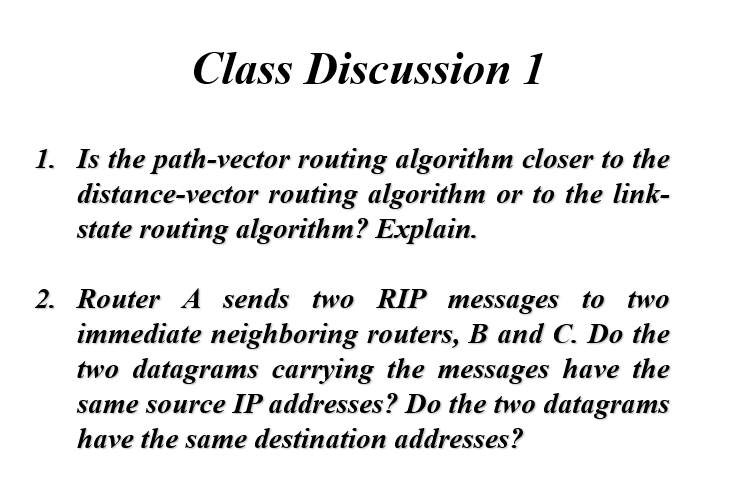 Class Discussion 1
1. Is the path-vector routing algorithm closer to the
distance-vector routing algorithm or to the link-
state routing algorithm? Explain.
2. Router A sends two RIP messages to two
immediate neighboring routers, B and C. Do the
two datagrams carrying the messages have the
same source IP addresses? Do the two datagrams
have the same destination addresses?